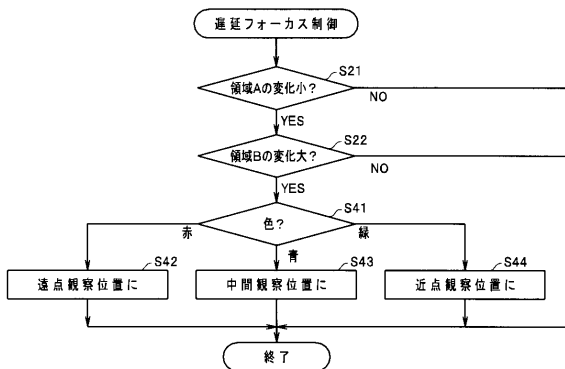 遅延フォーカス制御
S21
領域Aの変化小?
NO
YES
S22
領域Bの変化大?
NO
YES
S41
色?
赤
緑
青
S42
S43
S44
遠点観察位置に
中間観察位置に
近点観察位置に
終了